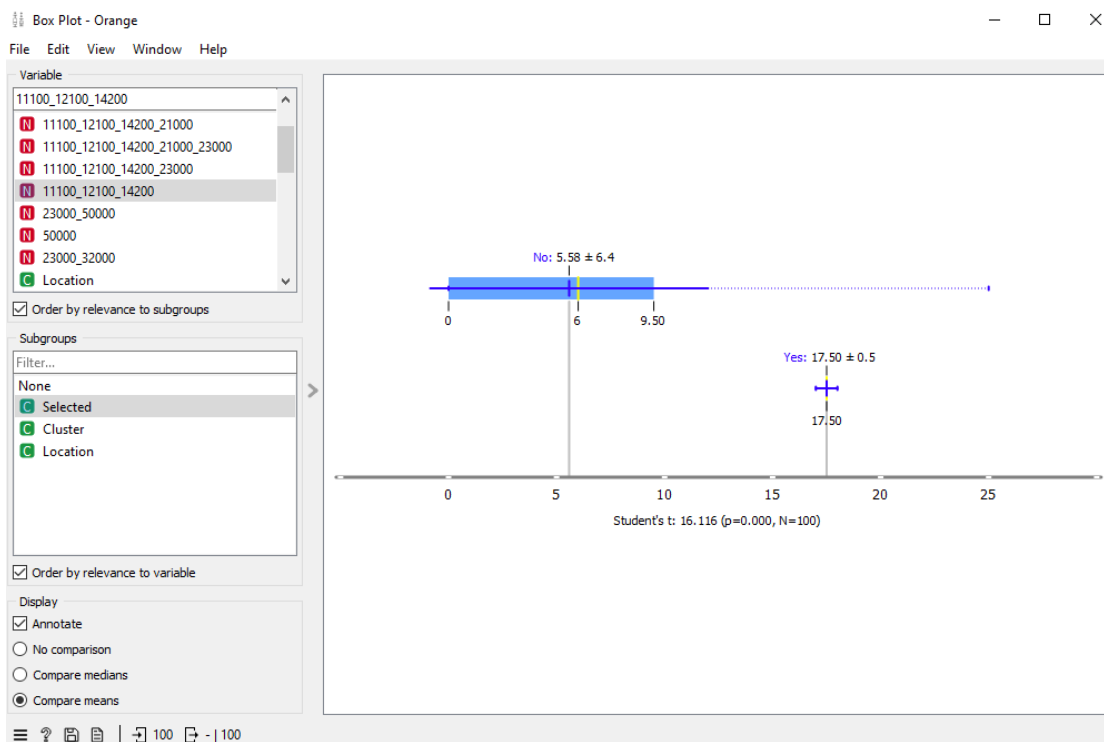 Box Plot - Orange
File Edit View Window Help
Variable
11100_12100_14200
N 11100_12100_14200_21000
N 11100_12100_14200_21000_23000
N 11100_12100_14200_23000
N 11100_12100_14200
N 23000_50000
N 50000
N 23000_32000
C Location
Order by relevance to subgroups
Subgroups
Filter...
None
C Selected
C Cluster
C Location
Order by relevance to variable
Display
Annotate
No comparison
Compare medians
Compare means
? 100 - | 100
No: 5.58 ± 6.4
0 6 9.50
Yes: 17.50 ± 0.5
17.50
0 5 10 15 20 25
Student's t: 16.116 (p=0.000, N=100)